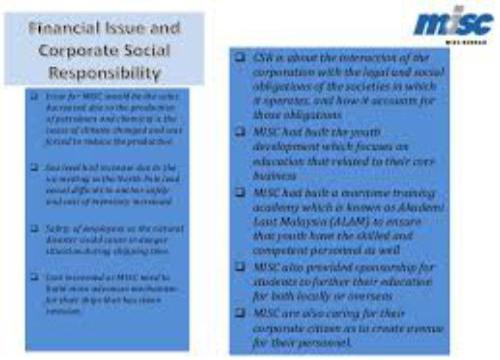 Financial Issue and
Corporate Social
Responsibility
misc
MISC BERHAD
Issue for MISC would be the sales
decreased due to the production
of petroleum and chemical is the
cause of climate changed and was
forced to reduce the productive
Sea level had increase due to the
ice melting in the North Pole lead
vessel difficult to anchor safely
and cost of inventory increased
Safety of employees as the natural
disaster could cause in danger
situation during shipping time.
Cost increased as MISC need to
build more advance mechanism
for their ships that has lower
emission.
CSR is about the interaction of the
corporation with the legal and social
obligations of the societies in which
it operates, and how it accounts for
those obligations
MISC had built the youth
development which focuses on
education that related to their core
business
MISC had built a maritime training
academy which is known as Akademi
Laut Malaysia (ALAM) to ensure
that youth have the skilled and
competent personnel as well
MISC also provided sponsorship for
students to further their education
for both locally or overseas
MISC are also caring for their
corporate citizen as to create avenue
for their personnel.